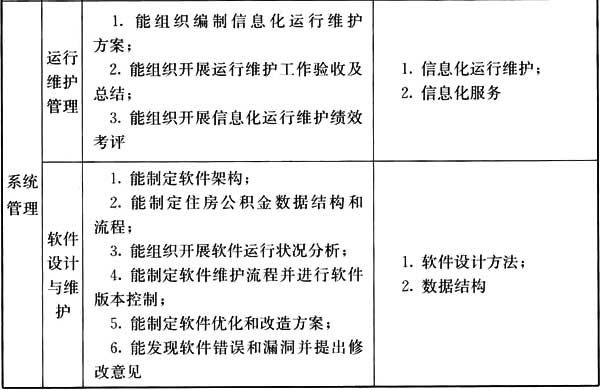 系统
管理
运行
维护
管理
1. 能组织编制信息化运行维护
方案；
2. 能组织开展运行维护工作验收及
总结；
3. 能组织开展信息化运行维护绩效
考评
1. 信息化运行维护；
2. 信息化服务
软件
设计
与维
护
1. 能制定软件架构；
2. 能制定住房公积金数据结构和
流程；
3. 能组织开展软件运行状况分析；
4. 能制定软件维护流程并进行软件
版本控制；
5. 能制定软件优化和改造方案；
6. 能发现软件错误和漏洞并提出修
改意见
1. 软件设计方法；
2. 数据结构